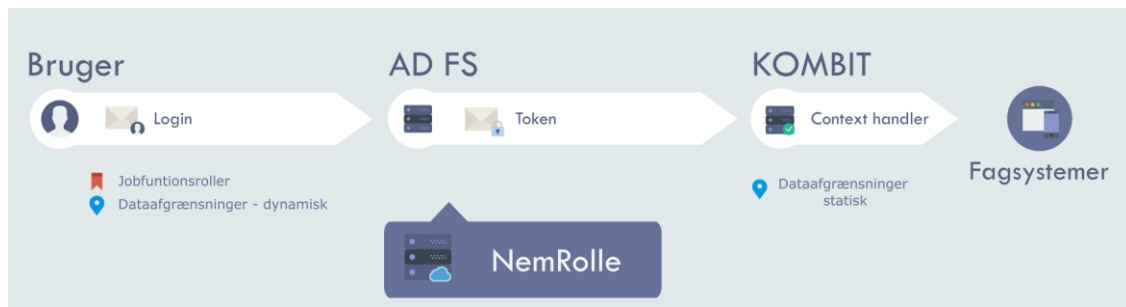 Bruger
AD FS
KOMBIT
Login
Token
Context handler
Fagsystemer
Jobfuntionsroller
Dataafgrænsninger - dynamisk
Dataafgrænsninger
statisk
NemRolle